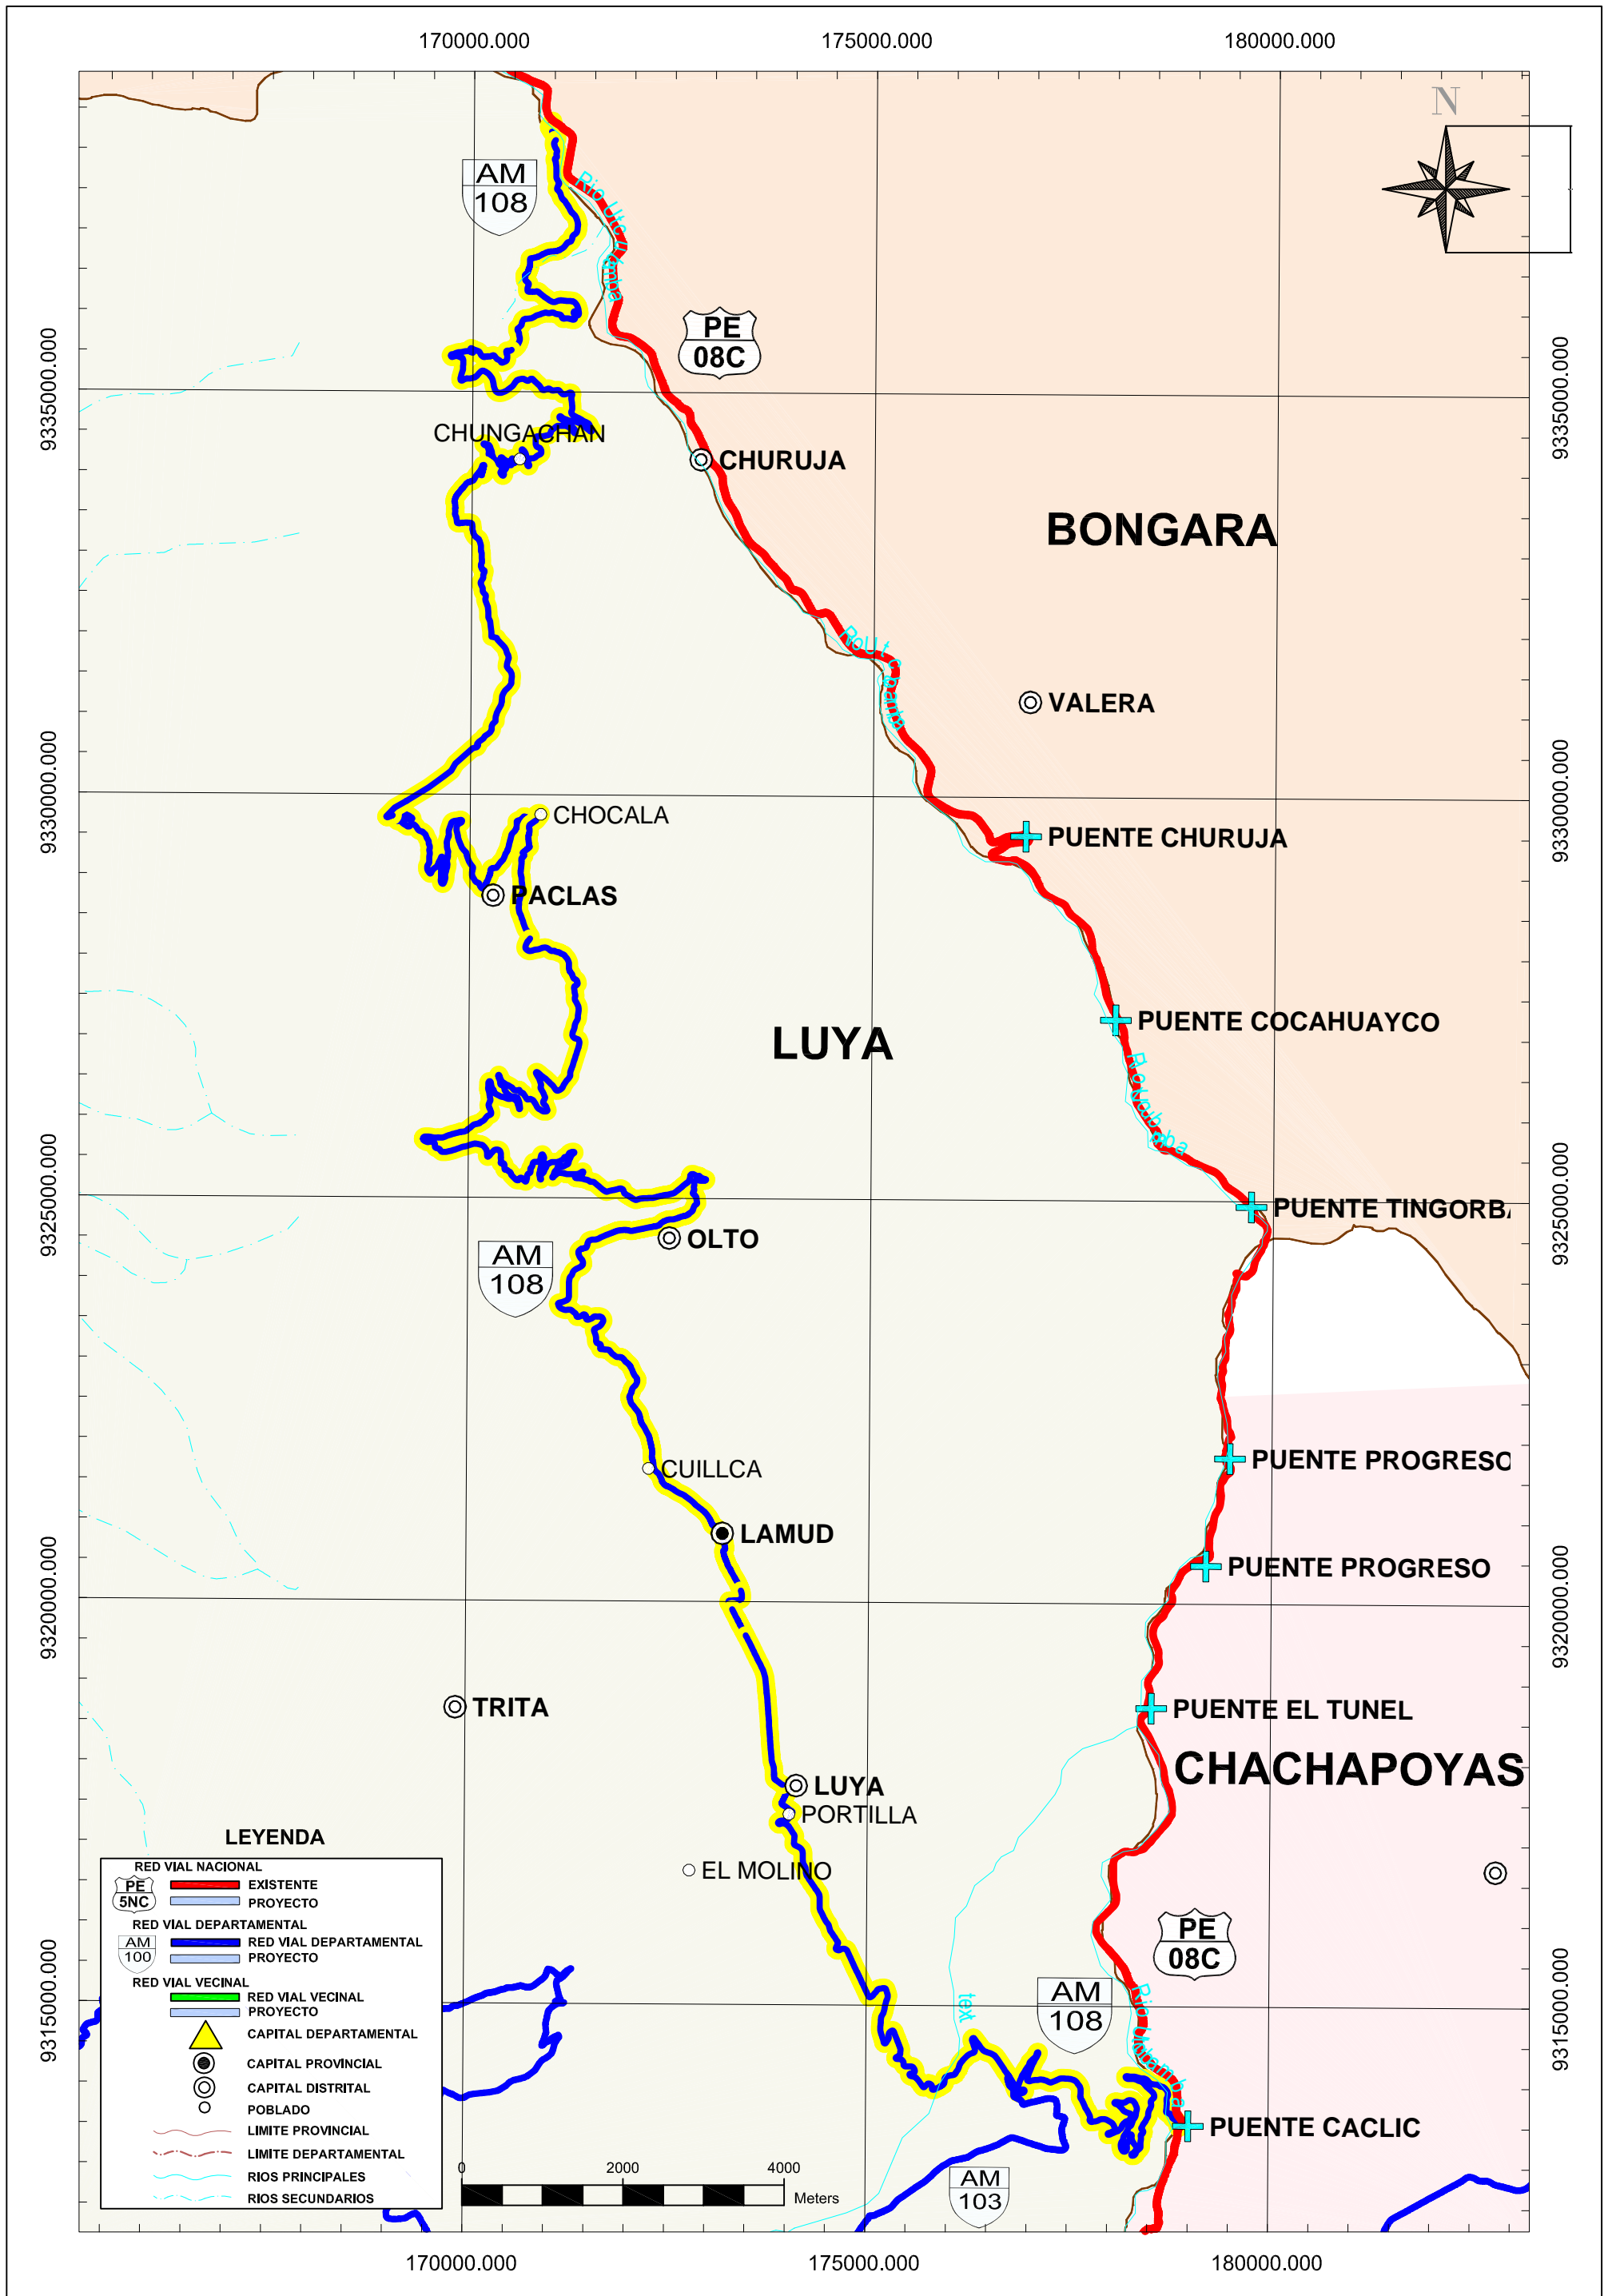 170000.000
175000.000
180000.000
N
AM
108
Rio Utcubamba
PE
08C
9335000.000
9335000.000
CHUNGACHAN
CHURUJA
BONGARA
VALERA
9330000.000
9330000.000
CHOCALA
PUENTE CHURUJA
PACLAS
PUENTE COCAHUAYCO
LUYA
9325000.000
9325000.000
PUENTE TINGORB
OLTO
AM
108
PUENTE PROGRESO
CUILLCA
LAMUD
PUENTE PROGRESO
9320000.000
9320000.000
TRITA
PUENTE EL TUNEL
CHACHAPOYAS
LUYA
PORTILLA
EL MOLINO
PE
08C
AM
108
text
9315000.000
9315000.000
PUENTE CACLIC
AM
103
LEYENDA
RED VIAL NACIONAL
PE
5NC
EXISTENTE
PROYECTO
RED VIAL DEPARTAMENTAL
AM
100
RED VIAL DEPARTAMENTAL
PROYECTO
RED VIAL VECINAL
RED VIAL VECINAL
PROYECTO
CAPITAL DEPARTAMENTAL
CAPITAL PROVINCIAL
CAPITAL DISTRITAL
POBLADO
LIMITE PROVINCIAL
LIMITE DEPARTAMENTAL
RIOS PRINCIPALES
RIOS SECUNDARIOS
0 2000 4000
Meters
170000.000
175000.000
180000.000